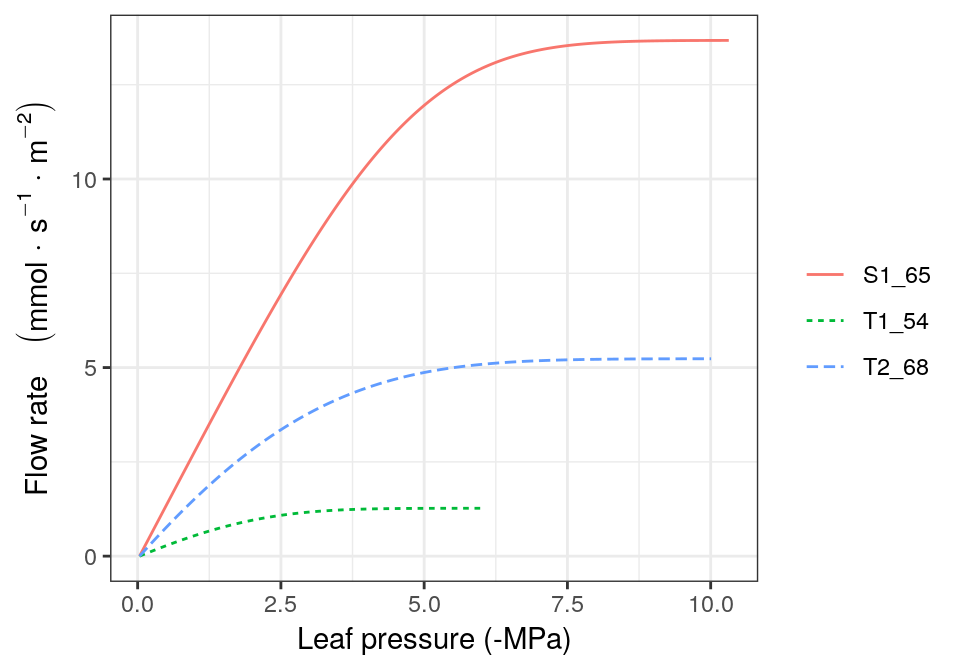 Flow rate (mmol · s⁻¹ · m⁻²)
10
5
0
0.0 2.5 5.0 7.5 10.0
Leaf pressure (-MPa)
S1_65
T1_54
T2_68